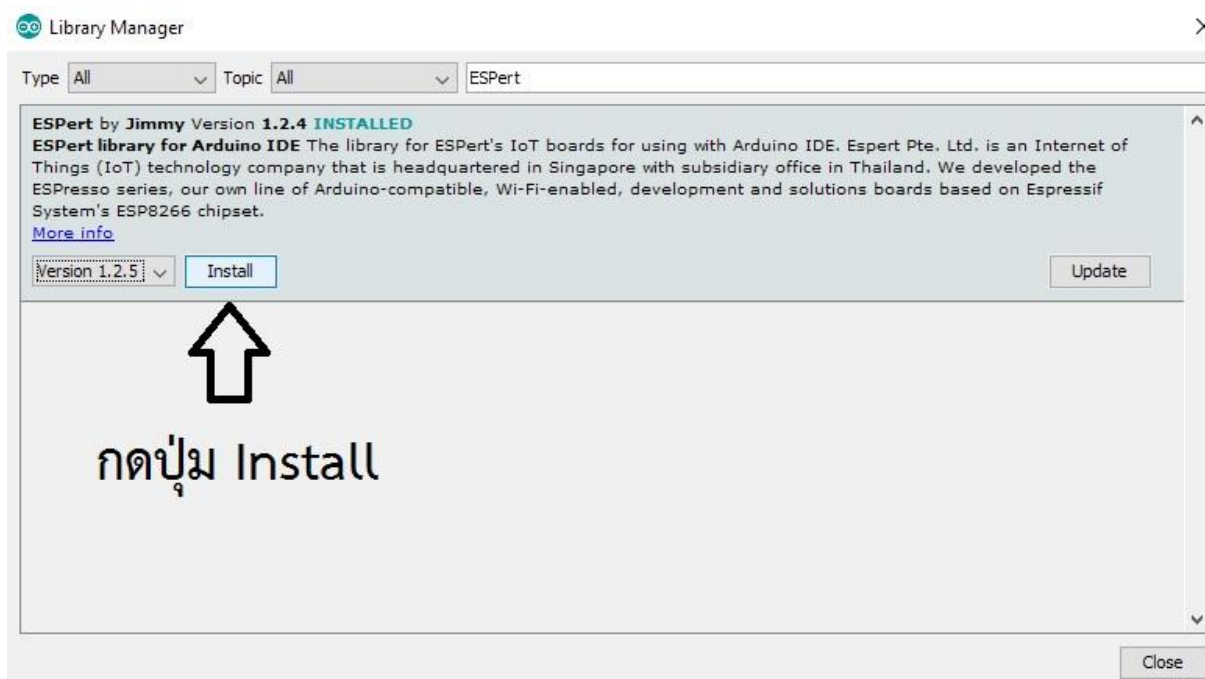 Library Manager
Type All Topic All ESPert
ESPert by Jimmy Version 1.2.4 INSTALLED
ESPert library for Arduino IDE The library for ESPert's IoT boards for using with Arduino IDE. Espert Pte. Ltd. is an Internet of
Things (IoT) technology company that is headquartered in Singapore with subsidiary office in Thailand. We developed the
ESPresso series, our own line of Arduino-compatible, Wi-Fi-enabled, development and solutions boards based on Espressif
System's ESP8266 chipset.
More info
Version 1.2.5 Install Update
กดปุ่ม Install
Close